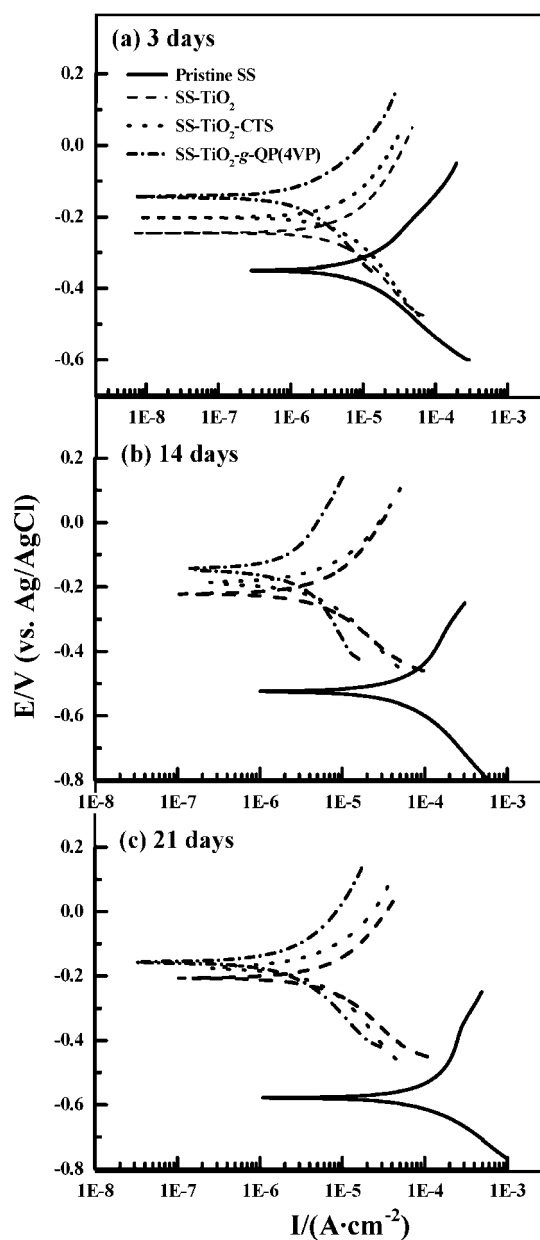 (a) 3 days
Pristine SS
SS-TiO₂
SS-TiO₂-CTS
SS-TiO₂-g-QP(4VP)
0.2
0.0
-0.2
-0.4
-0.6
1E-8 1E-7 1E-6 1E-5 1E-4 1E-3
(b) 14 days
0.2
0.0
-0.2
-0.4
-0.6
-0.8
1E-8 1E-7 1E-6 1E-5 1E-4 1E-3
E/V (vs. Ag/AgCl)
(c) 21 days
0.2
0.0
-0.2
-0.4
-0.6
-0.8
1E-8 1E-7 1E-6 1E-5 1E-4 1E-3
I/(A·cm⁻²)